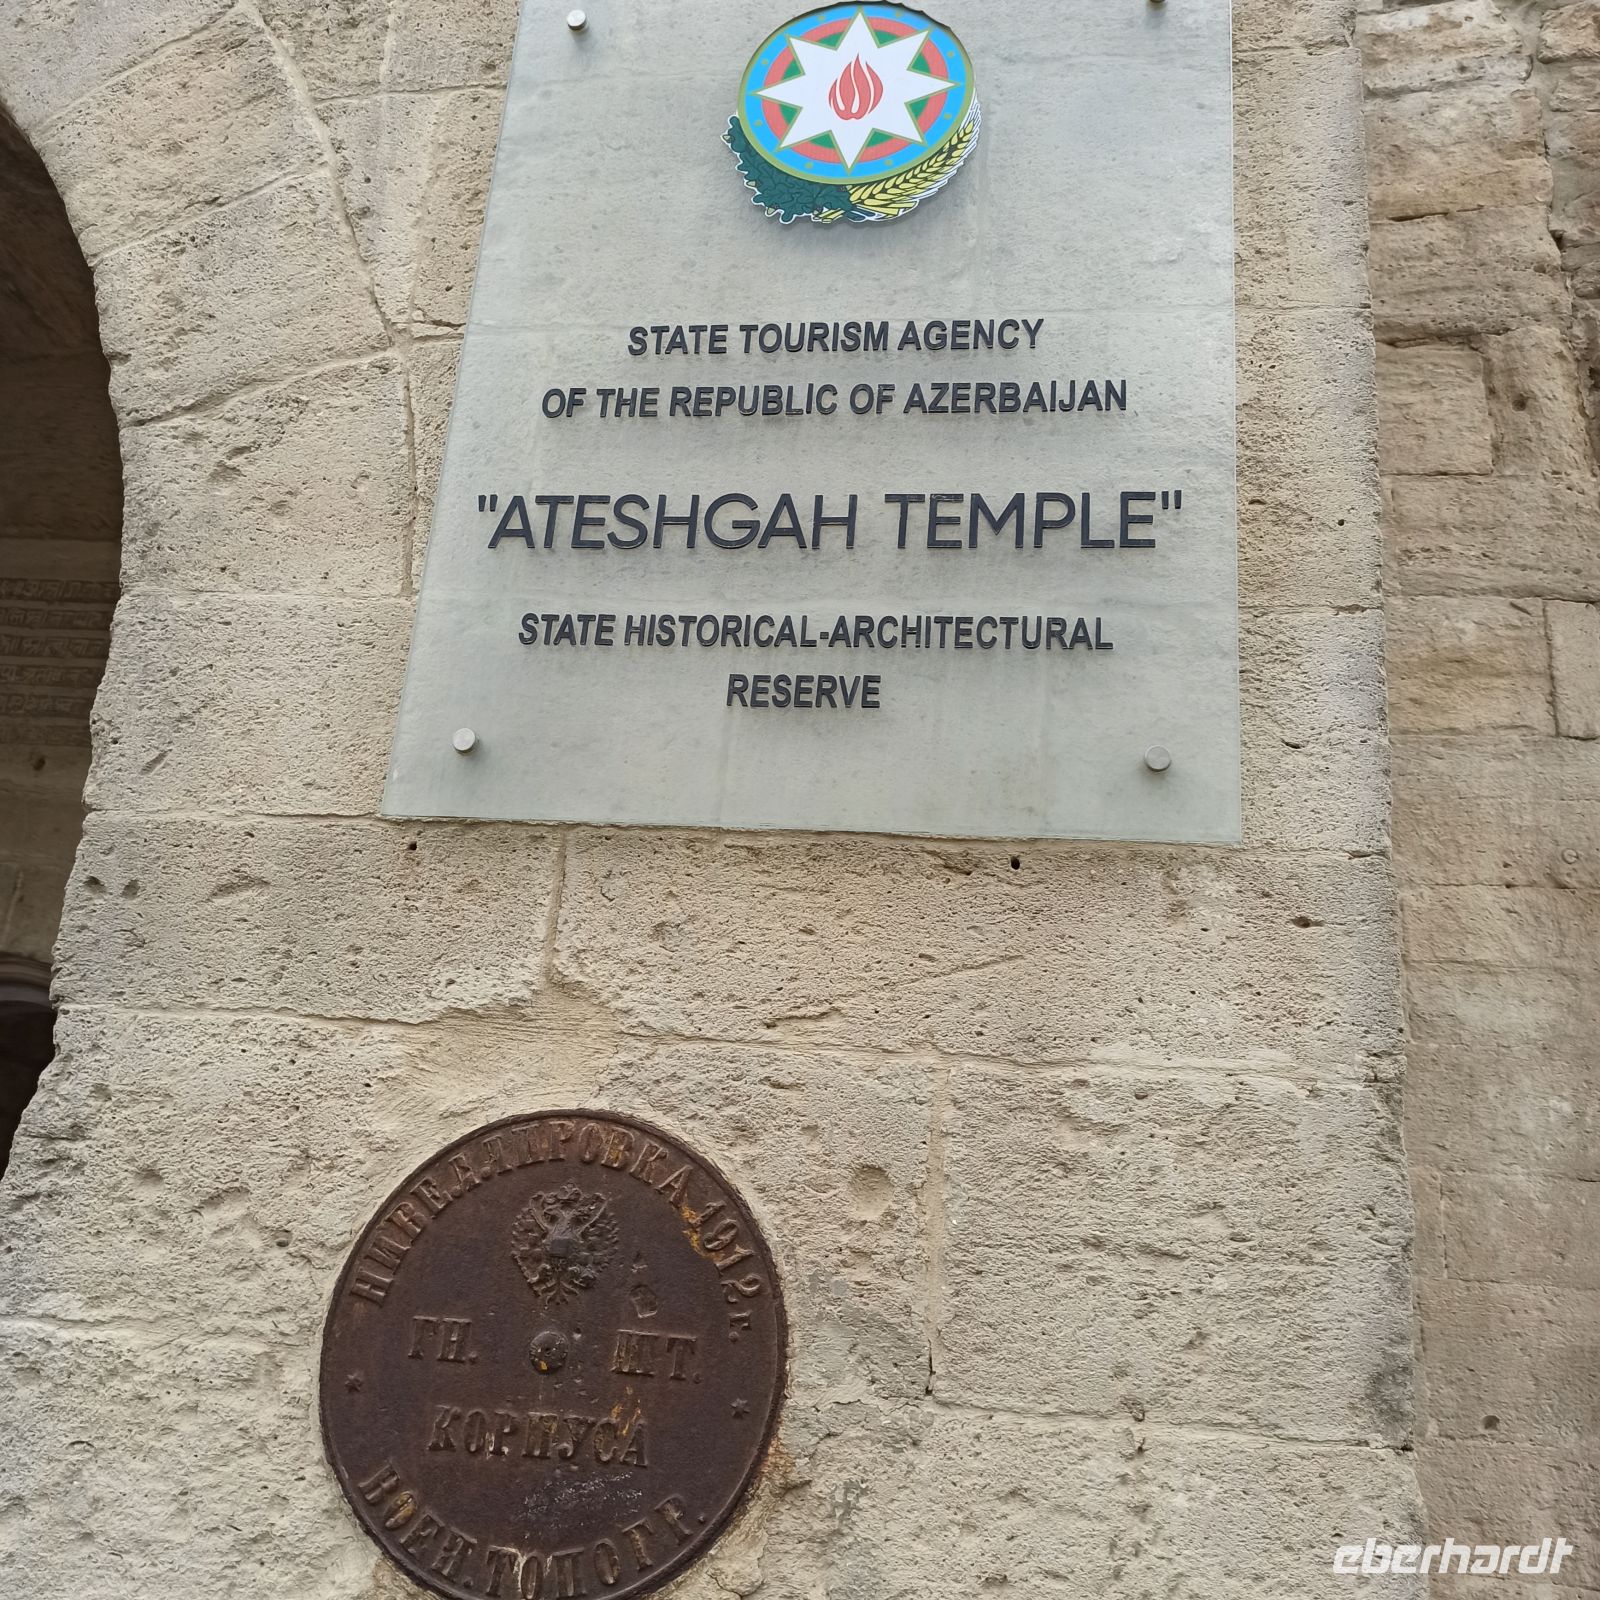 STATE TOURISM AGENCY
OF THE REPUBLIC OF AZERBAIJAN
"ATESHGAH TEMPLE"
STATE HISTORICAL-ARCHITECTURAL
RESERVE
НИВЕЛЛИРОВКА 1912 г.
ГН. ШТ.
КОРПУСА
ВОЕН. ТОПОГР.
eberhardt